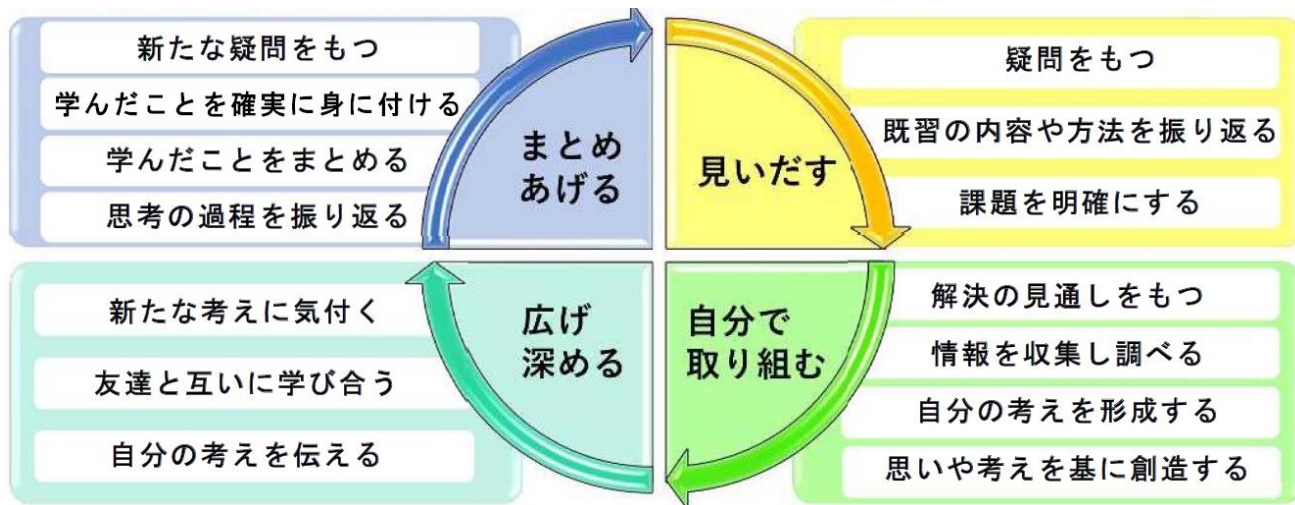 新たな疑問をもつ
学んだことを確実に身に付ける
学んだことをまとめる
思考の過程を振り返る
まとめ
あげる
見いだす
疑問をもつ
既習の内容や方法を振り返る
課題を明確にする
新たな考えに気付く
友達と互いに学び合う
自分の考えを伝える
広げ
深める
自分で
取り組む
解決の見通しをもつ
情報を収集し調べる
自分の考えを形成する
思いや考えを基に創造する